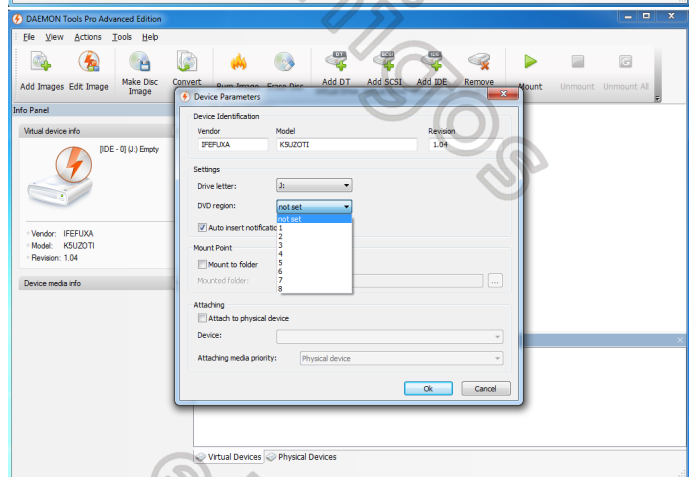 DAEMON Tools Pro Advanced Edition
File View Actions Tools Help
Add Images Edit Image Make Disc Image Convert Burn Image Erase Disc Add DT Add SCSI Add IDE Remove Mount Unmount Unmount All
Info Panel
Virtual device info
[IDE - 0] (J:) Empty
Vendor: IFEFUXA
Model: K5UZOTI
Revision: 1.04
Device media info
Device Parameters
Device Identification
Vendor Model Revision
IFEFUXA K5UZOTI 1.04
Settings
Drive letter: J:
DVD region: not set
not set
1
2
3
4
5
6
7
8
Auto insert notificatio
Mount Point
Mount to folder
Mounted folder: ...
Attaching
Attach to physical device
Device:
Attaching media priority: Physical device
Ok Cancel
Virtual Devices Physical Devices